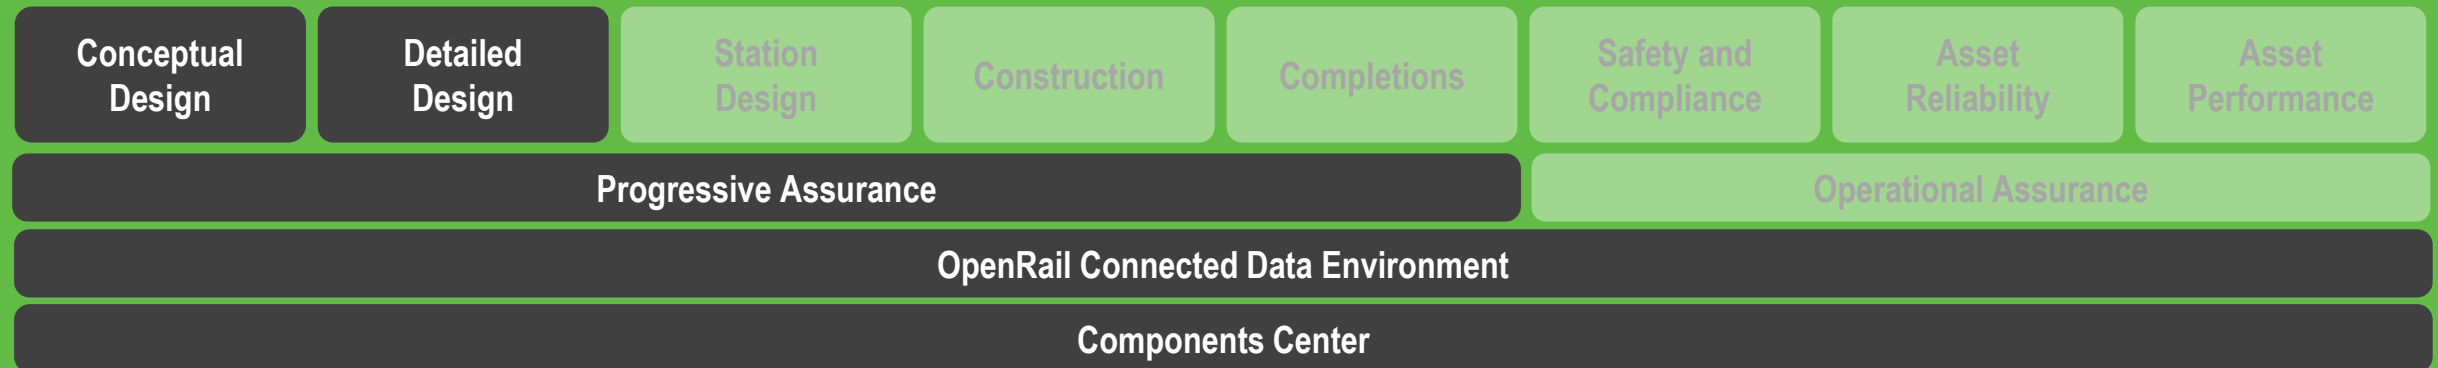 Conceptual
Design
Detailed
Design
Station
Design
Construction
Completions
Safety and
Compliance
Asset
Reliability
Asset
Performance
Progressive Assurance
Operational Assurance
OpenRail Connected Data Environment
Components Center